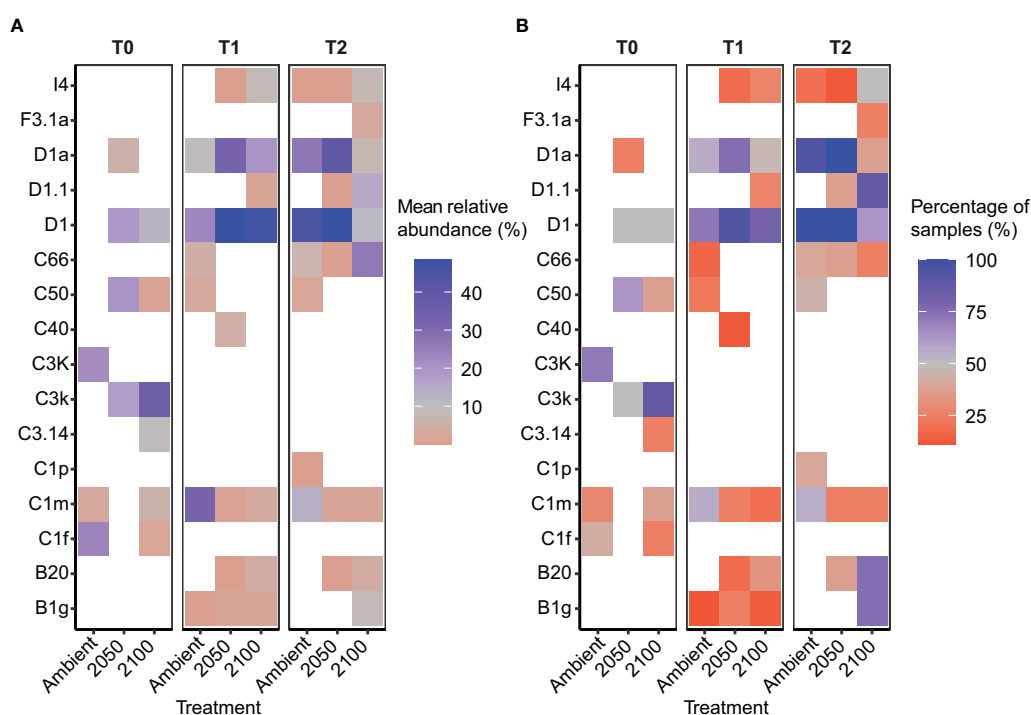 A
T0 T1 T2
I4
F3.1a
D1a
D1.1
D1
C66
C50
C40
C3K
C3k
C3.14
C1p
C1m
C1f
B20
B1g
Ambient 2050 2100 Ambient 2050 2100 Ambient 2050 2100
Treatment
Mean relative
abundance (%)
40
30
20
10
B
T0 T1 T2
I4
F3.1a
D1a
D1.1
D1
C66
C50
C40
C3K
C3k
C3.14
C1p
C1m
C1f
B20
B1g
Ambient 2050 2100 Ambient 2050 2100 Ambient 2050 2100
Treatment
Percentage of
samples (%)
100
75
50
25